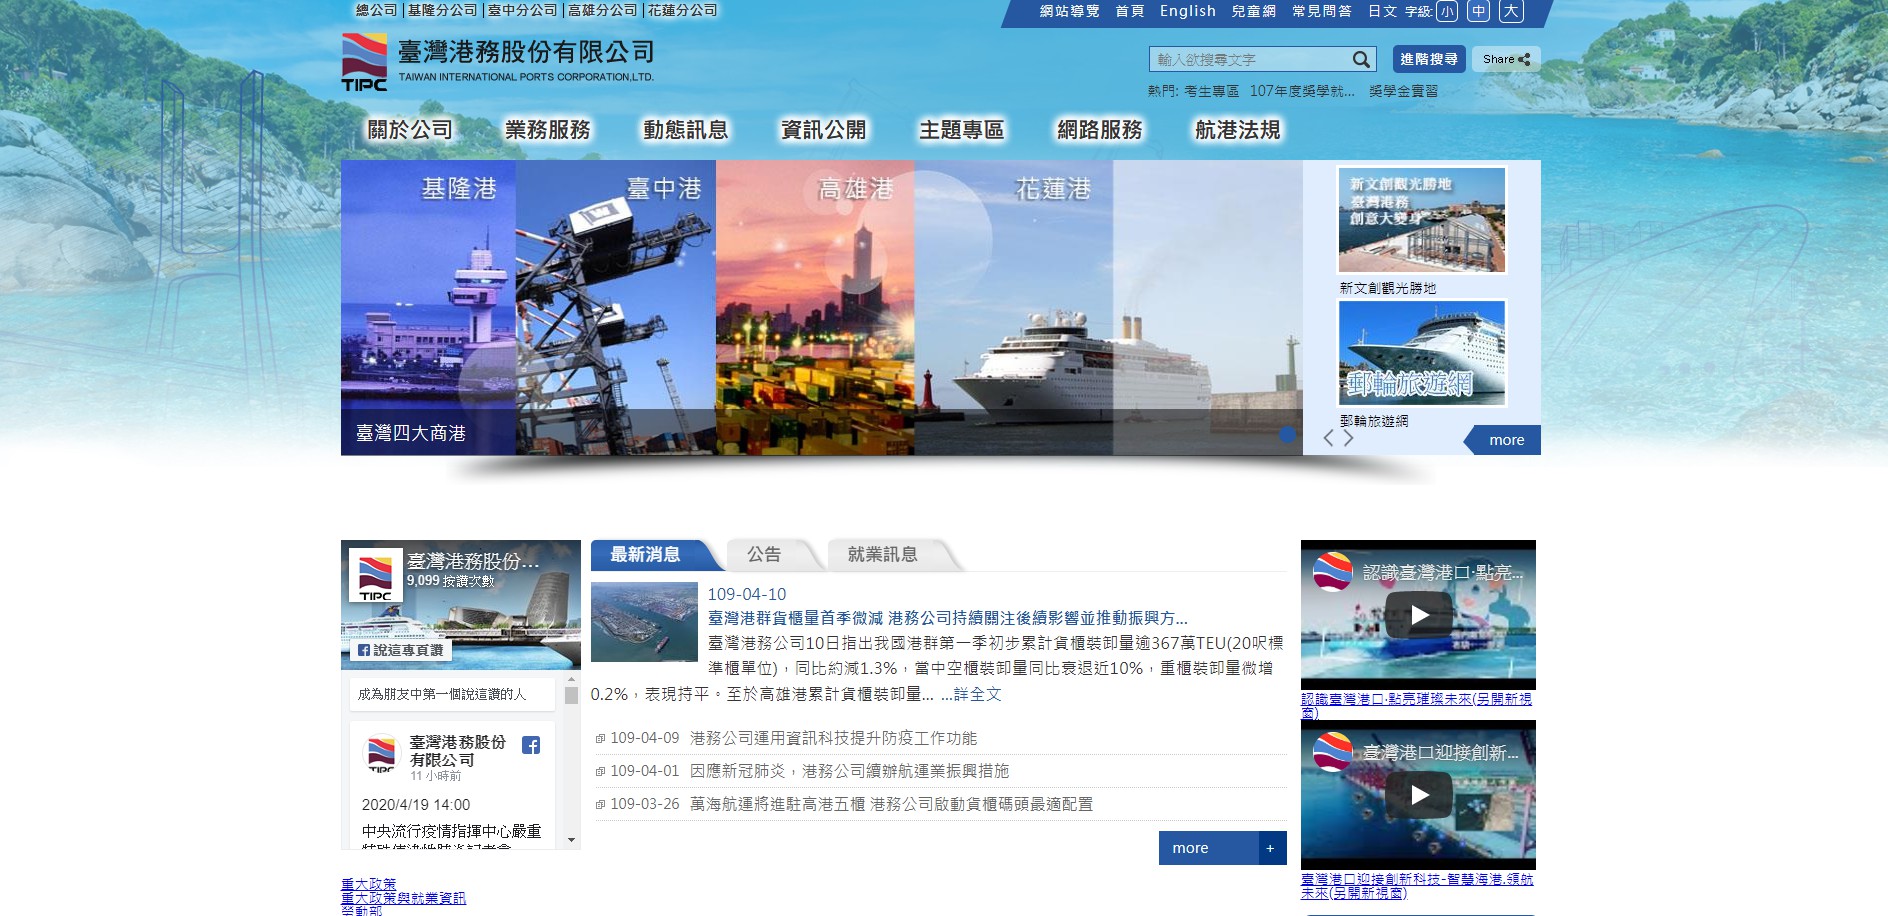 總公司 | 基隆分公司 | 臺中分公司 | 高雄分公司 | 花蓮分公司
網站導覽 首頁 English 兒童網 常見問答 日文 字級: 小 中 大
臺灣港務股份有限公司
TAIWAN INTERNATIONAL PORTS CORPORATION,LTD.
TIPC
輸入欲搜尋文字
進階搜尋
Share
熱門: 考生專區 107年度獎學就... 獎學金實習
關於公司 業務服務 動態訊息 資訊公開 主題專區 網路服務 航港法規
基隆港 臺中港 高雄港 花蓮港
臺灣四大商港
新文創觀光勝地
臺灣港務
創意大變身
新文創觀光勝地
郵輪旅遊網
郵輪旅遊網
more
臺灣港務股份...
9,099 按讚次數
TIPC
說這專頁讚
成為朋友中第一個說這讚的人
臺灣港務股份
有限公司
TIPC
11 小時前
2020/4/19 14:00
中央流行疫情指揮中心嚴重
特殊傳染性肺炎記者會
重大政策
重大政策與就業資訊
勞動部
最新消息 公告 就業訊息
109-04-10
臺灣港群貨櫃量首季微減 港務公司持續關注後續影響並推動振興方...
臺灣港務公司10日指出我國港群第一季初步累計貨櫃裝卸量逾367萬TEU(20呎標
準櫃單位)，同比約減1.3%，當中空櫃裝卸量同比衰退近10%，重櫃裝卸量微增
0.2%，表現持平。至於高雄港累計貨櫃裝卸量... ...詳全文
109-04-09 港務公司運用資訊科技提升防疫工作功能
109-04-01 因應新冠肺炎，港務公司續辦航運業振興措施
109-03-26 萬海航運將進駐高港五櫃 港務公司啟動貨櫃碼頭最適配置
more +
認識臺灣港口·點亮...
認識臺灣港口·點亮璀璨未來(另開新視
窗)
臺灣港口迎接創新...
臺灣港口迎接創新科技-智慧海港.領航
未來(另開新視窗)